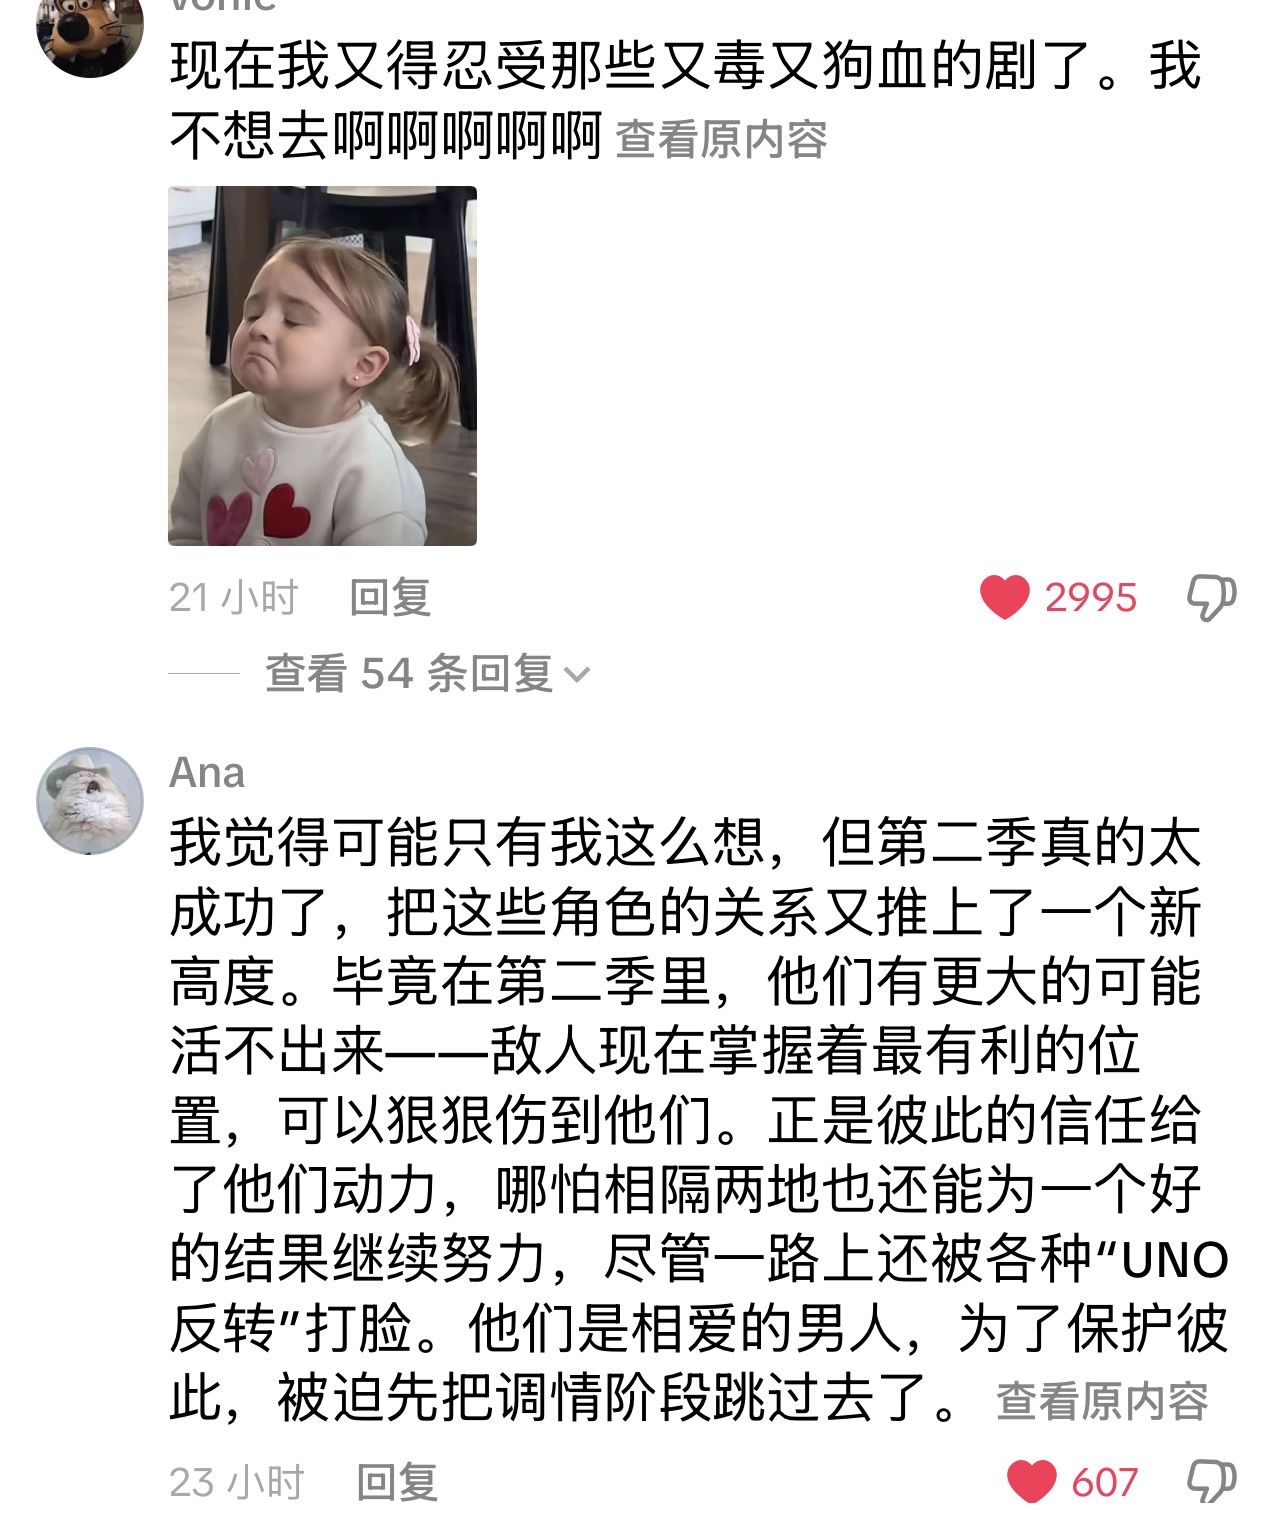 vonic
现在我又得忍受那些又毒又狗血的剧了。我
不想去啊啊啊啊啊 查看原内容
21 小时 回复 2995
查看 54 条回复
Ana
我觉得可能只有我这么想，但第二季真的太
成功了，把这些角色的关系又推上了一个新
高度。毕竟在第二季里，他们有更大的可能
活不出来——敌人现在掌握着最有利的位
置，可以狠狠伤到他们。正是彼此的信任给
了他们动力，哪怕相隔两地也还能为一个好
的结果继续努力，尽管一路上还被各种“UNO
反转”打脸。他们是相爱的男人，为了保护彼
此，被迫先把调情阶段跳过去了。 查看原内容
23 小时 回复 607